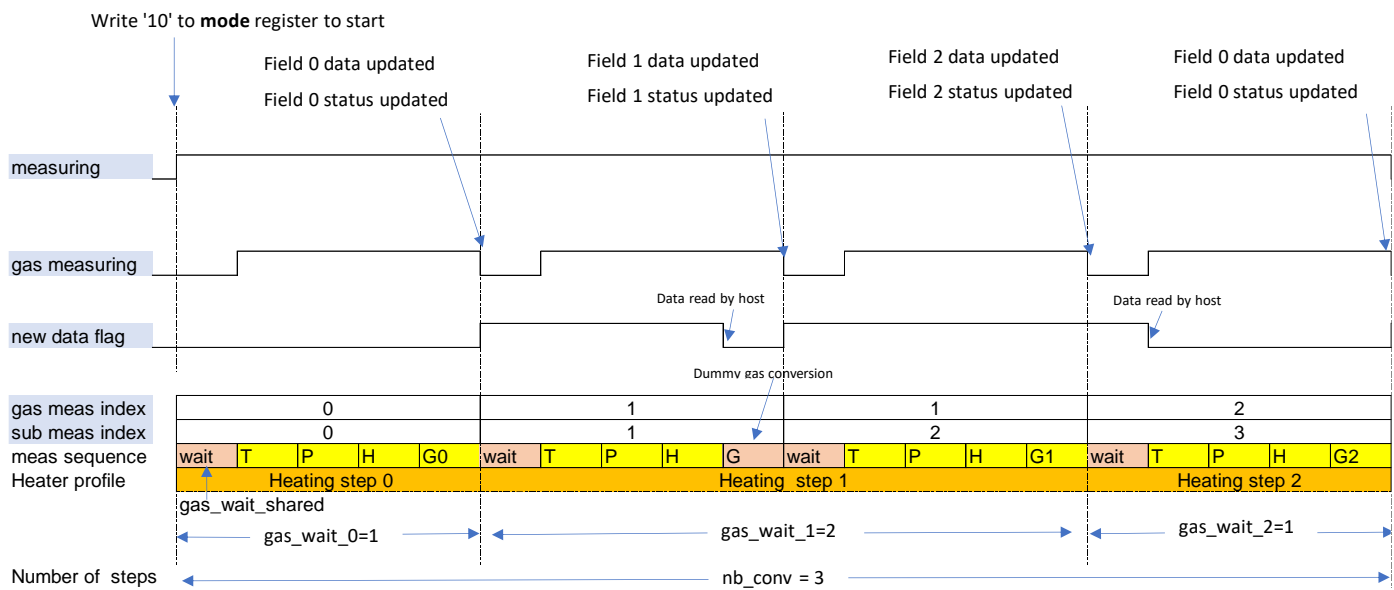 Write '10' to mode register to start
Field 0 data updated
Field 0 status updated
Field 1 data updated
Field 1 status updated
Field 2 data updated
Field 2 status updated
Field 0 data updated
Field 0 status updated
measuring
gas measuring
Data read by host
Data read by host
new data flag
Dummy gas conversion
gas meas index 0 1 1 2
sub meas index 0 1 2 3
meas sequence wait T P H G0 wait T P H G wait T P H G1 wait T P H G2
Heater profile Heating step 0 Heating step 1 Heating step 2
gas_wait_shared
gas_wait_0=1 gas_wait_1=2 gas_wait_2=1
Number of steps nb_conv = 3